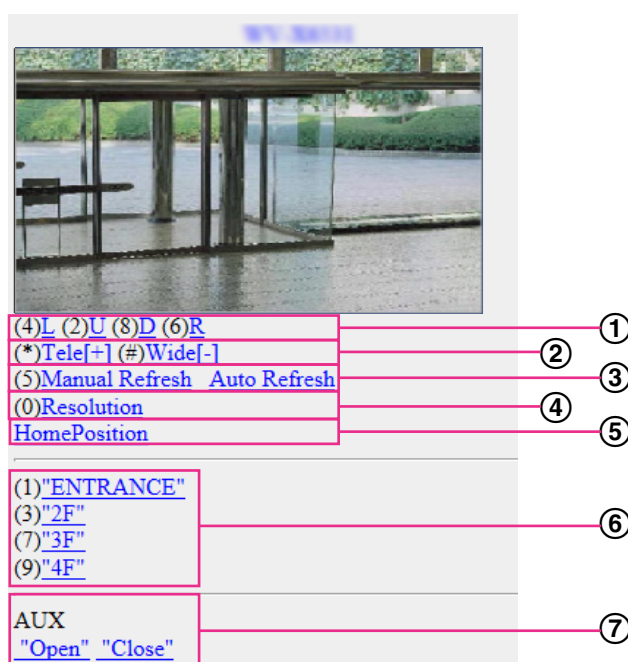 (4)L (2)U (8)D (6)R ①
(*)Tele[+] (#)Wide[-] ②
(5)Manual Refresh Auto Refresh ③
(0)Resolution ④
HomePosition ⑤
(1)"ENTRANCE"
(3)"2F"
(7)"3F"
(9)"4F"
⑥
AUX
"Open" "Close"
⑦